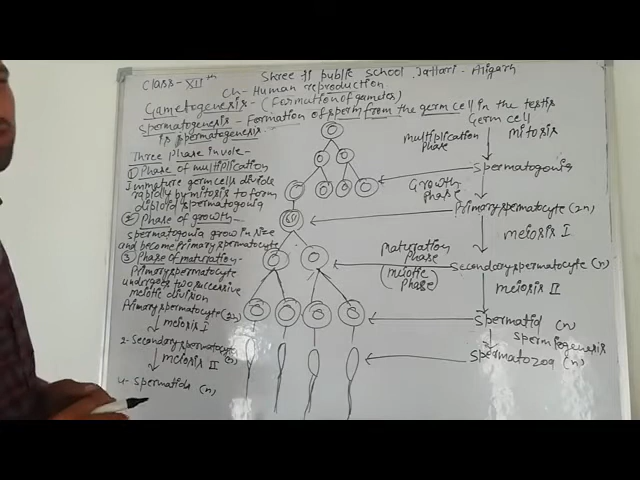 Class-XIIth
Shree JI public school Jattari-Aligarh
Ch- Human reproduction
Gametogenesis - (Formation of gametes)
Spermatogenesis - Formation of sperm from the germ cell in the testis
is spermatogenesis.
Three Phase invole-
① Phase of multiplication
Immature germ cells divide
rapidly by mitosis to form
diploid spermatogonia
② Phase of growth-
spermatogonia grow in size
and become Primary spermatocyte
③ Phase of maturation-
Primary spermatocyte
undergoes two successive
meiotic division
Primary spermatocyte (2n)
meiosis I
2- Secondary spermatocyte (n)
meiosis II
4- Spermatids (n)
Germ cell
multiplication
Phase
mitosis
Spermatogonia
Growth
Phase
Primary spermatocyte (2n)
meiosis I
maturation
Phase
(meiotic
Phase)
Secondary spermatocyte (n)
meiosis II
Spermatid (n)
Spermiogenesis
Spermatozoa (n)